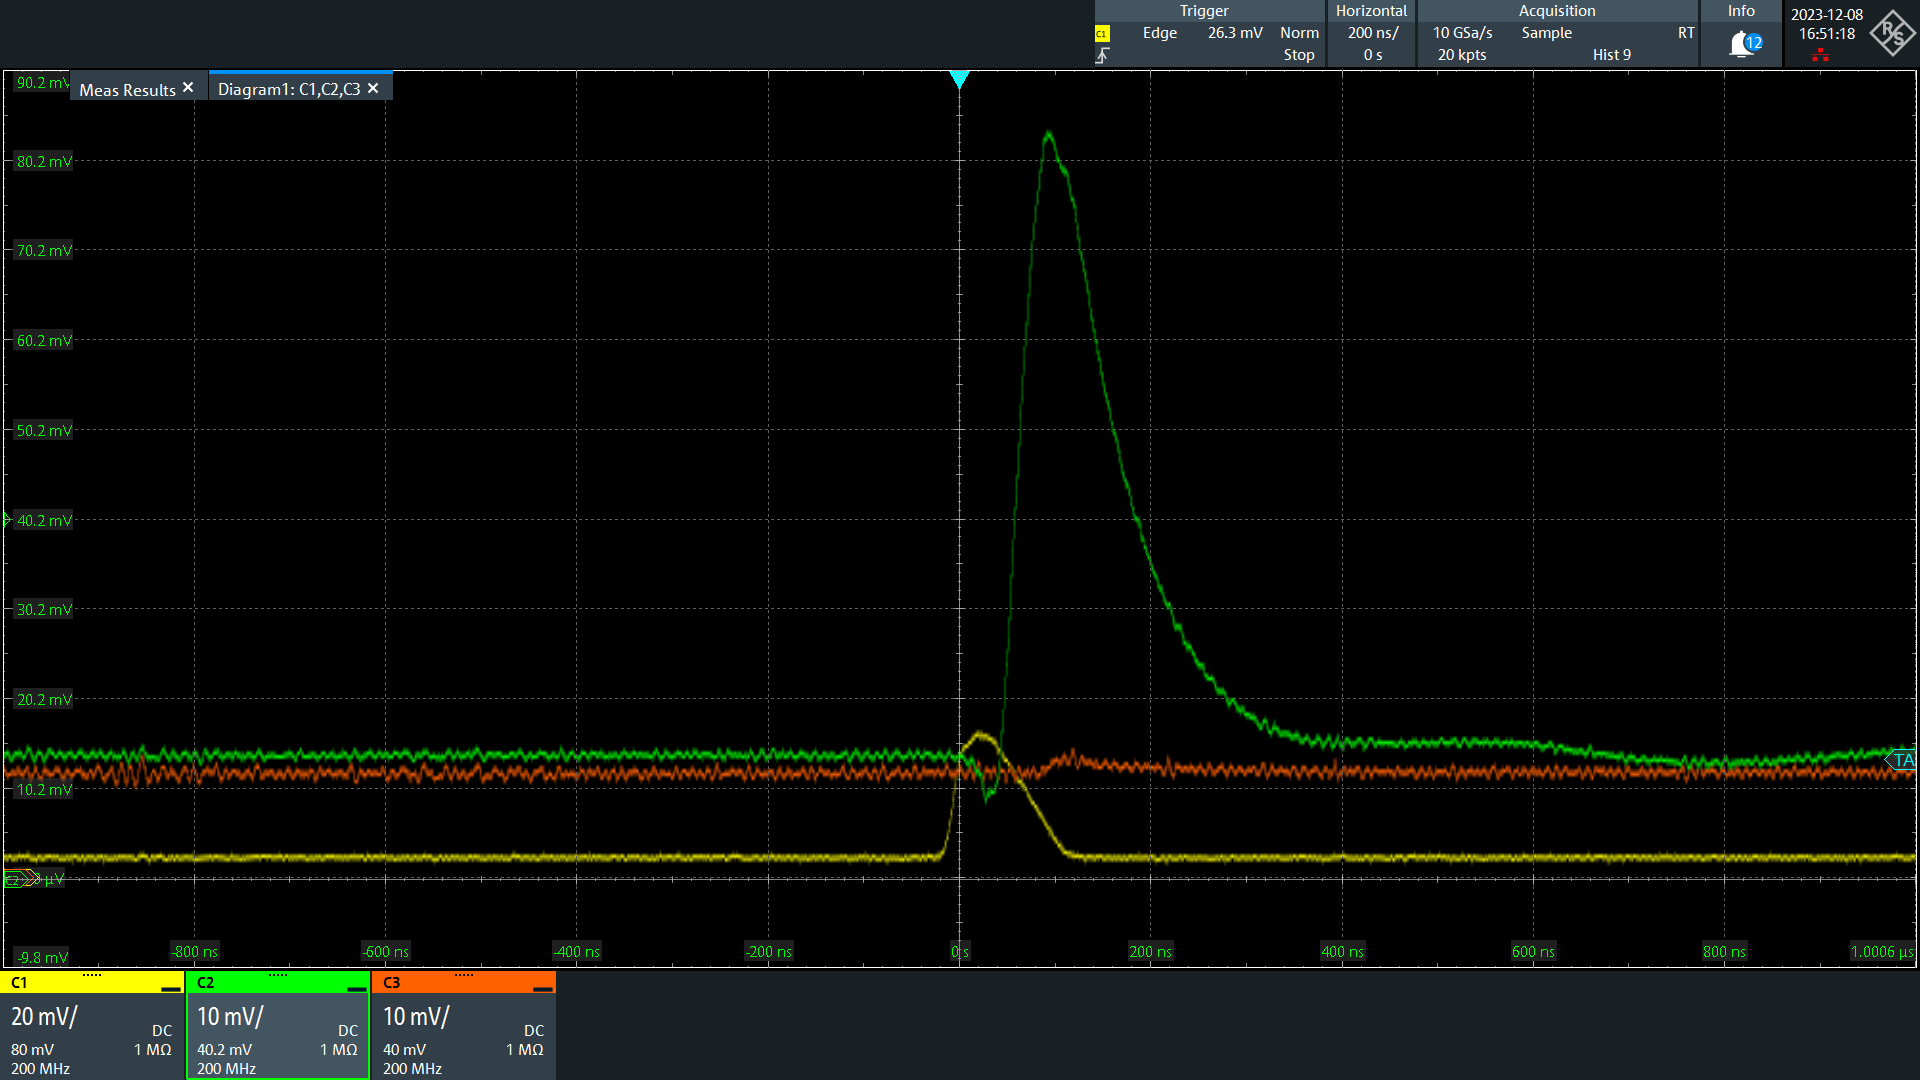 Trigger
Horizontal
Acquisition
Info
2023-12-08
C1
Edge
26.3 mV
Norm
200 ns/
10 GSa/s
Sample
RT
12
16:51:18
R S
Stop
0 s
20 kpts
Hist 9
90.2 mV
Meas Results
Diagram1: C1,C2,C3
80.2 mV
70.2 mV
60.2 mV
50.2 mV
40.2 mV
30.2 mV
20.2 mV
TA
10.2 mV
C2
µV
-9.8 mV
-800 ns
-600 ns
-400 ns
-200 ns
0 s
200 ns
400 ns
600 ns
800 ns
1.0006 µs
C1
20 mV/
DC
80 mV
1 MΩ
200 MHz
C2
10 mV/
DC
40.2 mV
1 MΩ
200 MHz
C3
10 mV/
DC
40 mV
1 MΩ
200 MHz